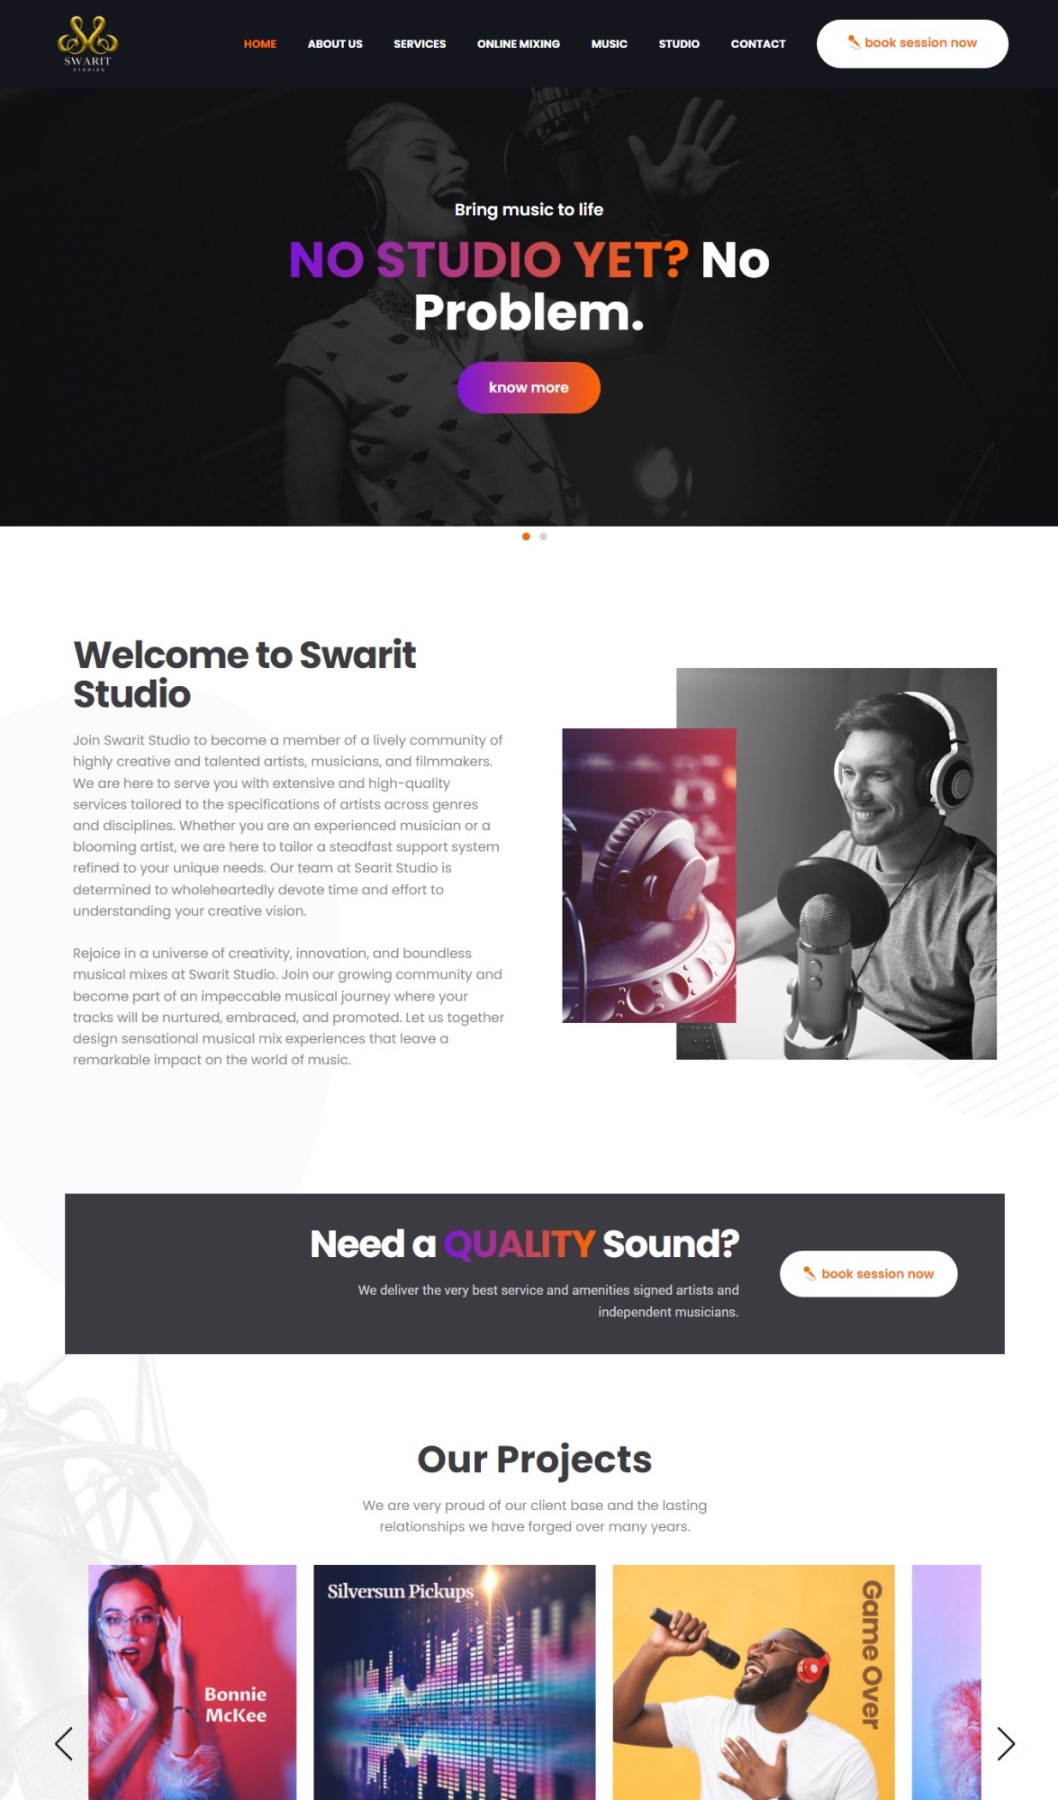 SWARIT
STUDIOS
HOME ABOUT US SERVICES ONLINE MIXING MUSIC STUDIO CONTACT book session now
Bring music to life
NO STUDIO YET? No
Problem.
know more
Welcome to Swarit
Studio
Join Swarit Studio to become a member of a lively community of
highly creative and talented artists, musicians, and filmmakers.
We are here to serve you with extensive and high-quality
services tailored to the specifications of artists across genres
and disciplines. Whether you are an experienced musician or a
blooming artist, we are here to tailor a steadfast support system
refined to your unique needs. Our team at Searit Studio is
determined to wholeheartedly devote time and effort to
understanding your creative vision.
Rejoice in a universe of creativity, innovation, and boundless
musical mixes at Swarit Studio. Join our growing community and
become part of an impeccable musical journey where your
tracks will be nurtured, embraced, and promoted. Let us together
design sensational musical mix experiences that leave a
remarkable impact on the world of music.
Need a QUALITY Sound?
We deliver the very best service and amenities signed artists and
independent musicians.
book session now
Our Projects
We are very proud of our client base and the lasting
relationships we have forged over many years.
Bonnie
McKee
Silversun Pickups
Game Over